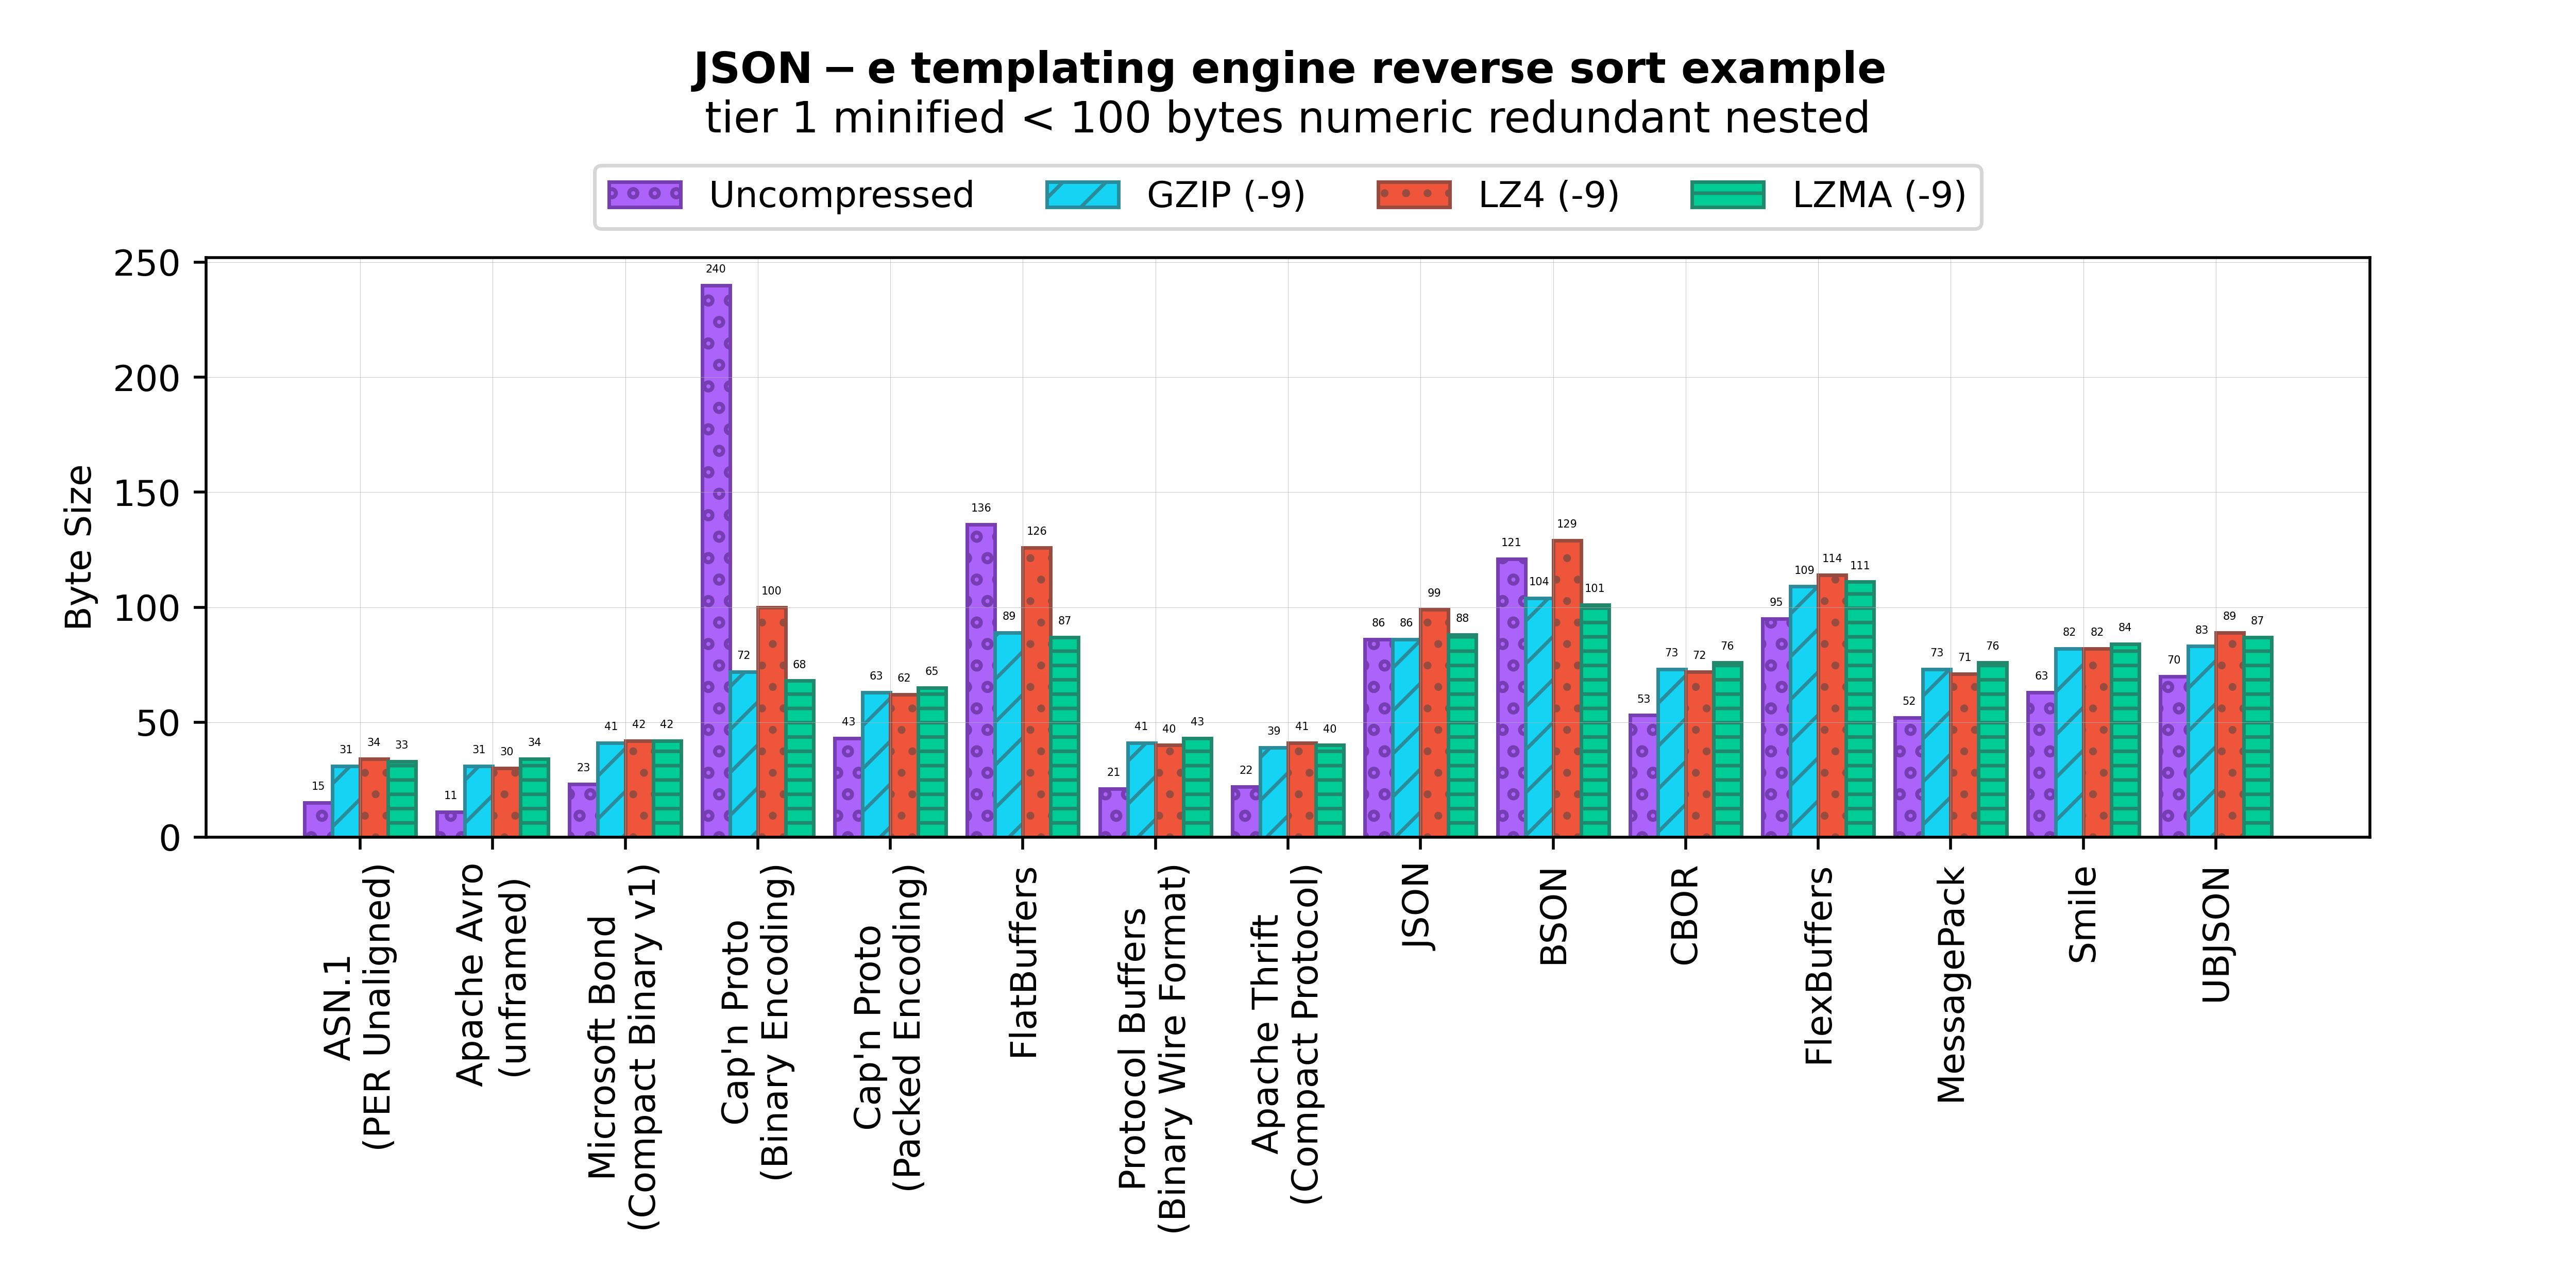 JSON − e templating engine reverse sort example
tier 1 minified < 100 bytes numeric redundant nested
Uncompressed
GZIP (-9)
LZ4 (-9)
LZMA (-9)
Byte Size
250
200
150
100
50
0
15
31
34
33
11
31
30
34
23
41
42
42
240
72
100
68
43
63
62
65
136
89
126
87
21
41
40
43
22
39
41
40
86
86
99
88
121
104
129
101
53
73
72
76
95
109
114
111
52
73
71
76
63
82
82
84
70
83
89
87
ASN.1
(PER Unaligned)
Apache Avro
(unframed)
Microsoft Bond
(Compact Binary v1)
Cap'n Proto
(Binary Encoding)
Cap'n Proto
(Packed Encoding)
FlatBuffers
Protocol Buffers
(Binary Wire Format)
Apache Thrift
(Compact Protocol)
JSON
BSON
CBOR
FlexBuffers
MessagePack
Smile
UBJSON